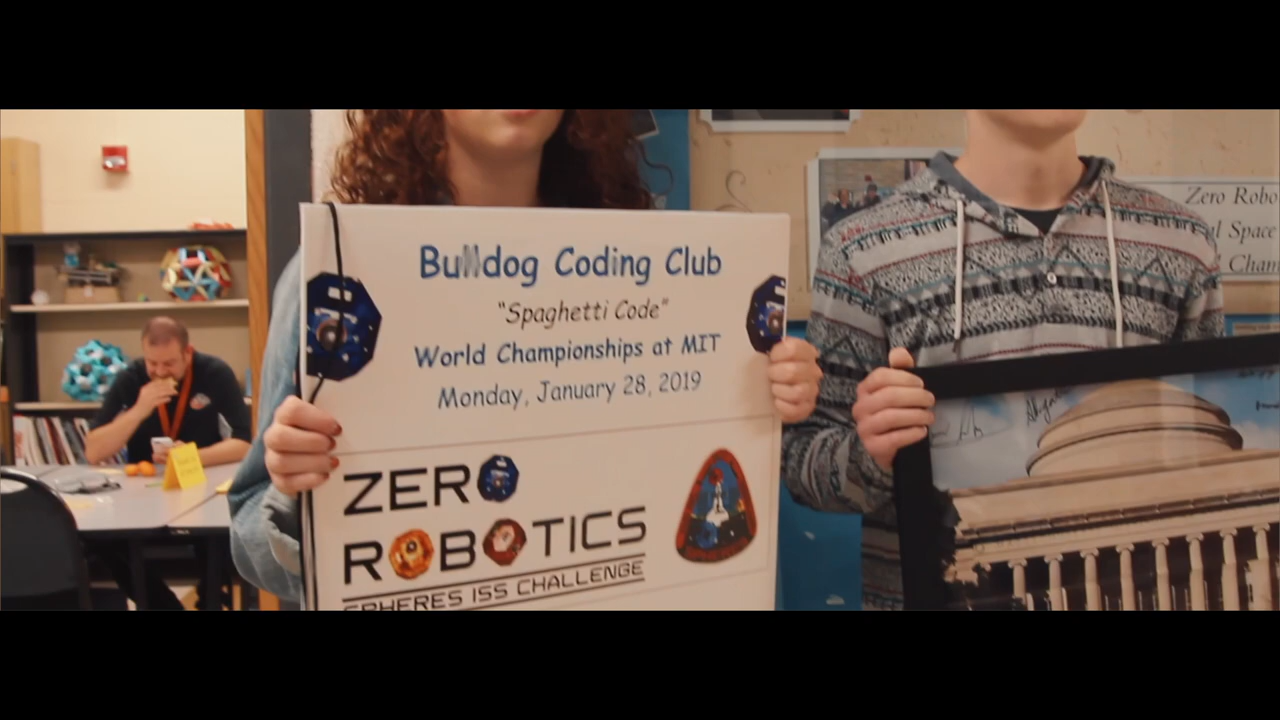 Bulldog Coding Club
"Spaghetti Code"
World Championships at MIT
Monday, January 28, 2019
ZERO
ROBOTICS
SPHERES ISS CHALLENGE
Zero Robo
Space
Cham